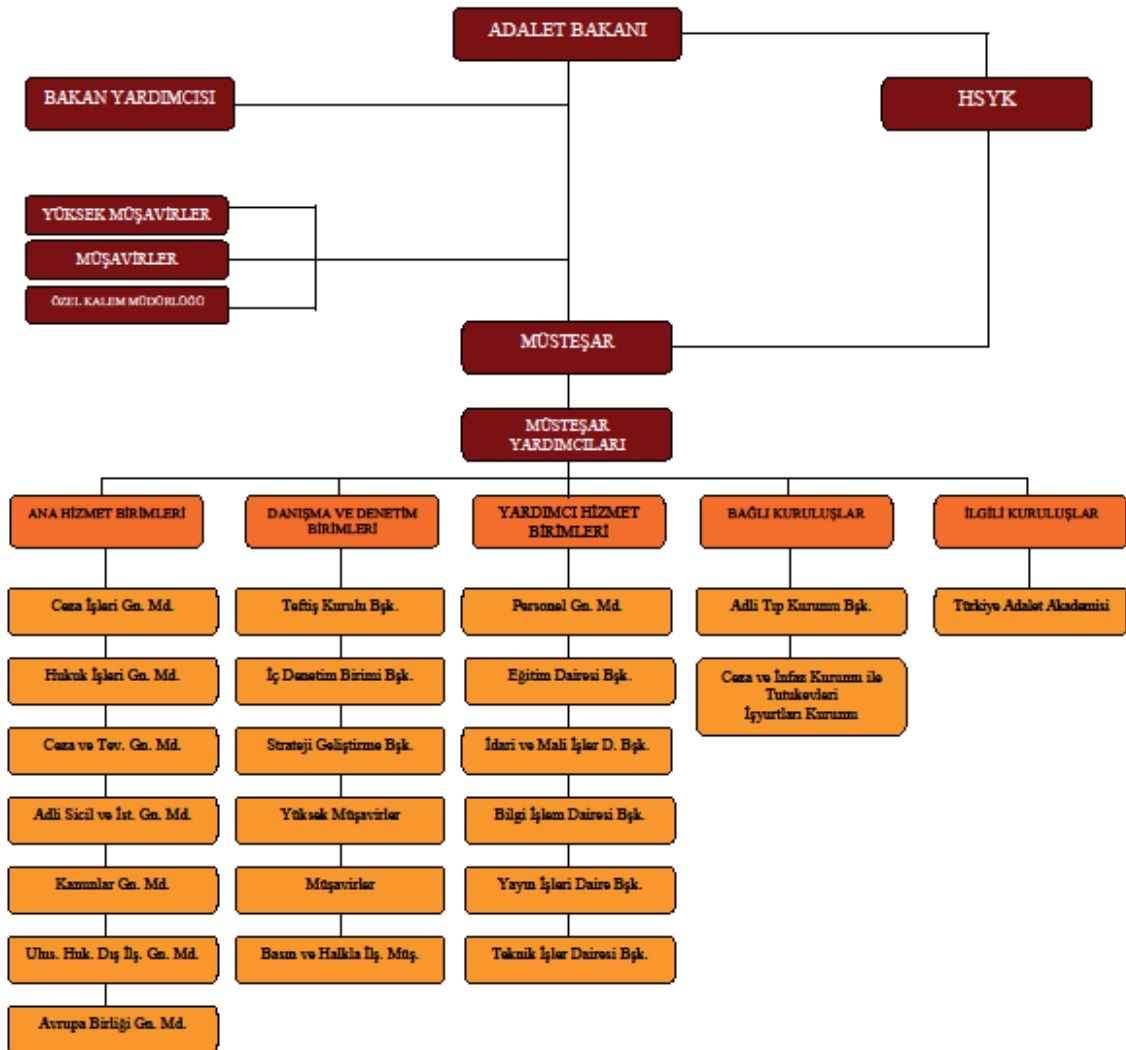 ADALET BAKANI
BAKAN YARDIMCISI
HSYK
YÜKSEK MÜŞAVİRLER
MÜŞAVİRLER
ÖZEL KALEM MÜDÜRLÜĞÜ
MÜSTEŞAR
MÜSTEŞAR
YARDIMCILARI
ANA HİZMET BİRİMLERİ
Ceza İşleri Gn. Md.
Hukuk İşleri Gn. Md.
Ceza ve Tev. Gn. Md.
Adli Sicil ve İst. Gn. Md.
Kanunlar Gn. Md.
Ulus. Huk. Dış İlş. Gn. Md.
Avrupa Birliği Gn. Md.
DANIŞMA VE DENETİM
BİRİMLERİ
Teftiş Kurulu Bşk.
İç Denetim Birimi Bşk.
Strateji Geliştirme Bşk.
Yüksek Müşavirler
Müşavirler
Basın ve Halkla İlş. Müş.
YARDIMCI HİZMET
BİRİMLERİ
Personel Gn. Md.
Eğitim Dairesi Bşk.
İdari ve Mali İşler D. Bşk.
Bilgi İşlem Dairesi Bşk.
Yayın İşleri Daire Bşk.
Teknik İşler Dairesi Bşk.
BAĞLI KURULUŞLAR
Adli Tıp Kurumu Bşk.
Ceza ve İnfaz Kurumu ile
Tutukevleri
İşyurtları Kurumu
İLGİLİ KURULUŞLAR
Türkiye Adalet Akademisi